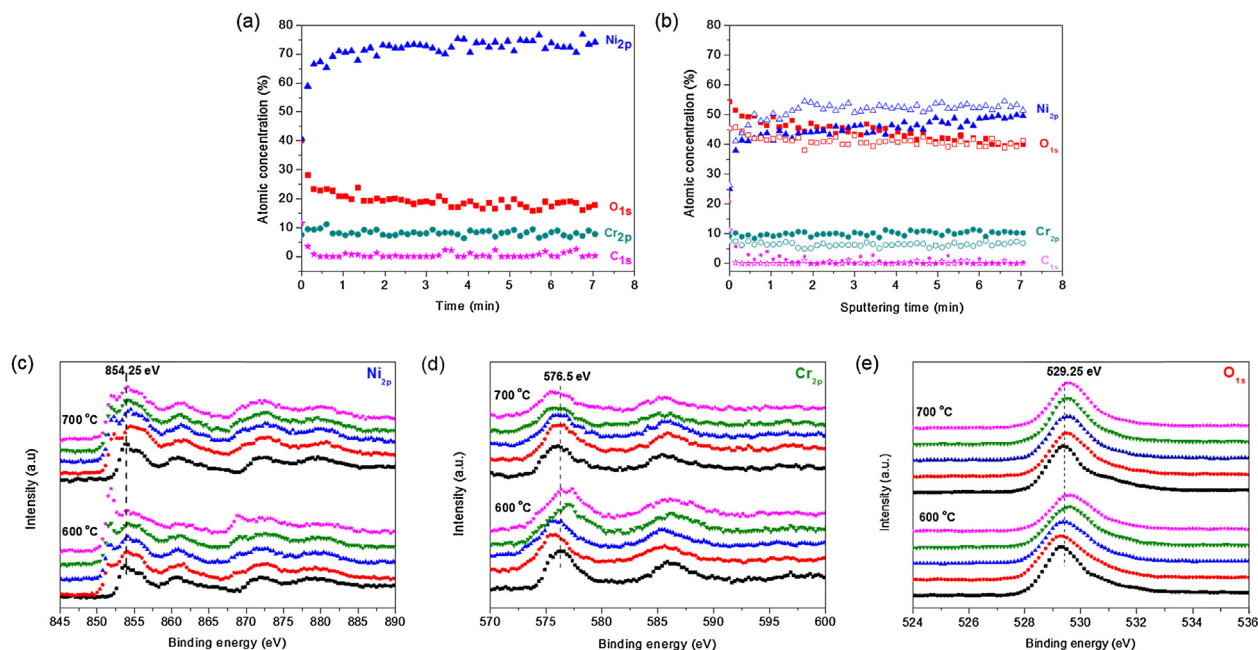 (a)
80
70
60
50
40
30
20
10
0
0 1 2 3 4 5 6 7 8
Atomic concentration (%)
Time (min)
Ni2p
O1s
Cr2p
C1s
(b)
80
70
60
50
40
30
20
10
0
0 1 2 3 4 5 6 7 8
Atomic concentration (%)
Sputtering time (min)
Ni2p
O1s
Cr2p
C1s
(c)
854.25 eV
Ni2p
700 °C
600 °C
Intensity (a.u)
845 850 855 860 865 870 875 880 885 890
Binding energy (eV)
(d)
576.5 eV
Cr2p
700 °C
600 °C
Intensity (a.u.)
570 575 580 585 590 595 600
Binding energy (eV)
(e)
529.25 eV
O1s
700 °C
600 °C
Intensity (a.u.)
524 526 528 530 532 534 536
Binding energy (eV)